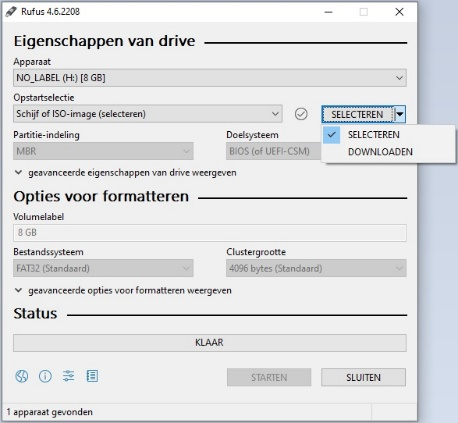 Rufus 4.6.2208
Eigenschappen van drive
Apparaat
NO_LABEL (H:) [8 GB]
Opstartselectie
Schijf of ISO-image (selecteren)
SELECTEREN
SELECTEREN
DOWNLOADEN
Partitie-indeling
Doelsysteem
MBR
BIOS (of UEFI-CSM)
geavanceerde eigenschappen van drive weergeven
Opties voor formatteren
Volumelabel
8 GB
Bestandssysteem
Clustergrootte
FAT32 (Standaard)
4096 bytes (Standaard)
geavanceerde opties voor formatteren weergeven
Status
KLAAR
STARTEN
SLUITEN
1 apparaat gevonden